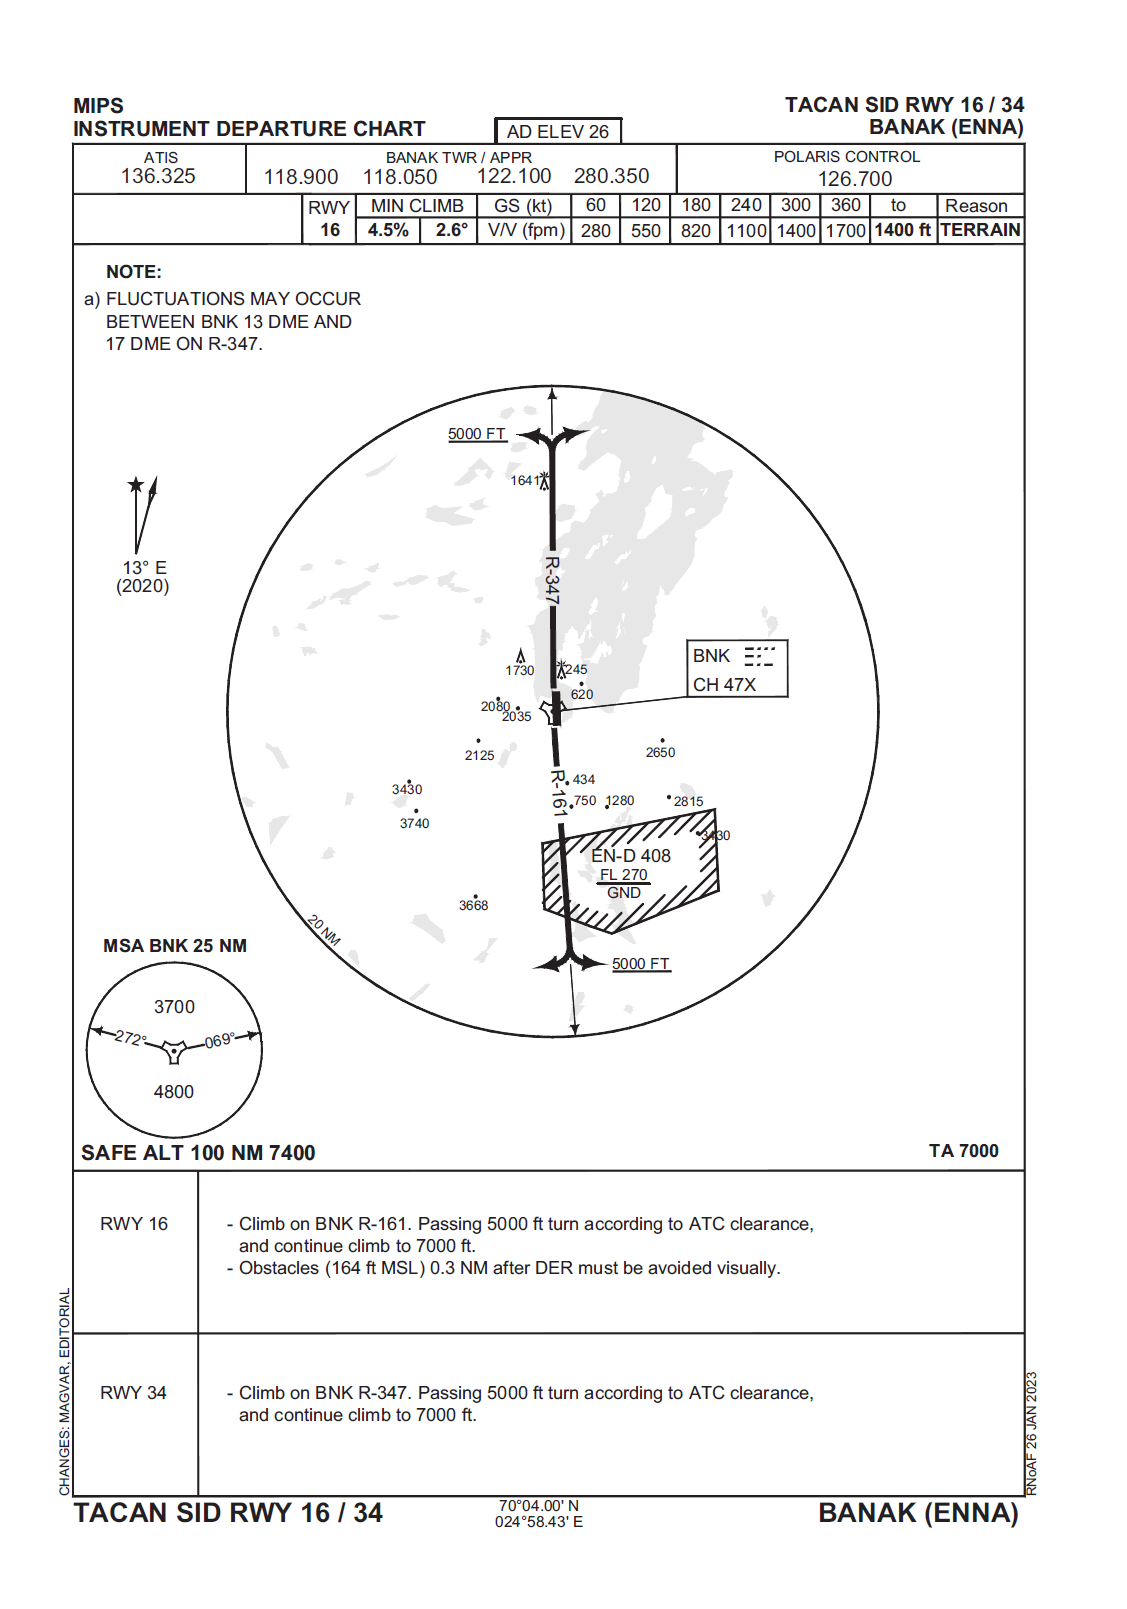 MIPS
INSTRUMENT DEPARTURE CHART
AD ELEV 26
TACAN SID RWY 16 / 34
BANAK (ENNA)
ATIS
136.325
BANAK TWR / APPR
118.900 118.050 122.100 280.350
POLARIS CONTROL
126.700
RWY MIN CLIMB GS (kt) 60 120 180 240 300 360 to Reason
16 4.5% 2.6° V/V (fpm) 280 550 820 1100 1400 1700 1400 ft TERRAIN
NOTE:
a) FLUCTUATIONS MAY OCCUR
BETWEEN BNK 13 DME AND
17 DME ON R-347.
5000 FT
1641
13° E
(2020)
R-347
BNK
CH 47X
1730
245
620
2080
2035
2125
2650
R-161
434
3430
750
1280
2815
3740
3430
EN-D 408
FL 270
GND
3668
20 NM
5000 FT
MSA BNK 25 NM
3700
272°
069°
4800
SAFE ALT 100 NM 7400
TA 7000
RWY 16
- Climb on BNK R-161. Passing 5000 ft turn according to ATC clearance,
and continue climb to 7000 ft.
- Obstacles (164 ft MSL) 0.3 NM after DER must be avoided visually.
RWY 34
- Climb on BNK R-347. Passing 5000 ft turn according to ATC clearance,
and continue climb to 7000 ft.
CHANGES: MAGVAR, EDITORIAL
RNoAF 26 JAN 2023
TACAN SID RWY 16 / 34
70°04.00' N
024°58.43' E
BANAK (ENNA)